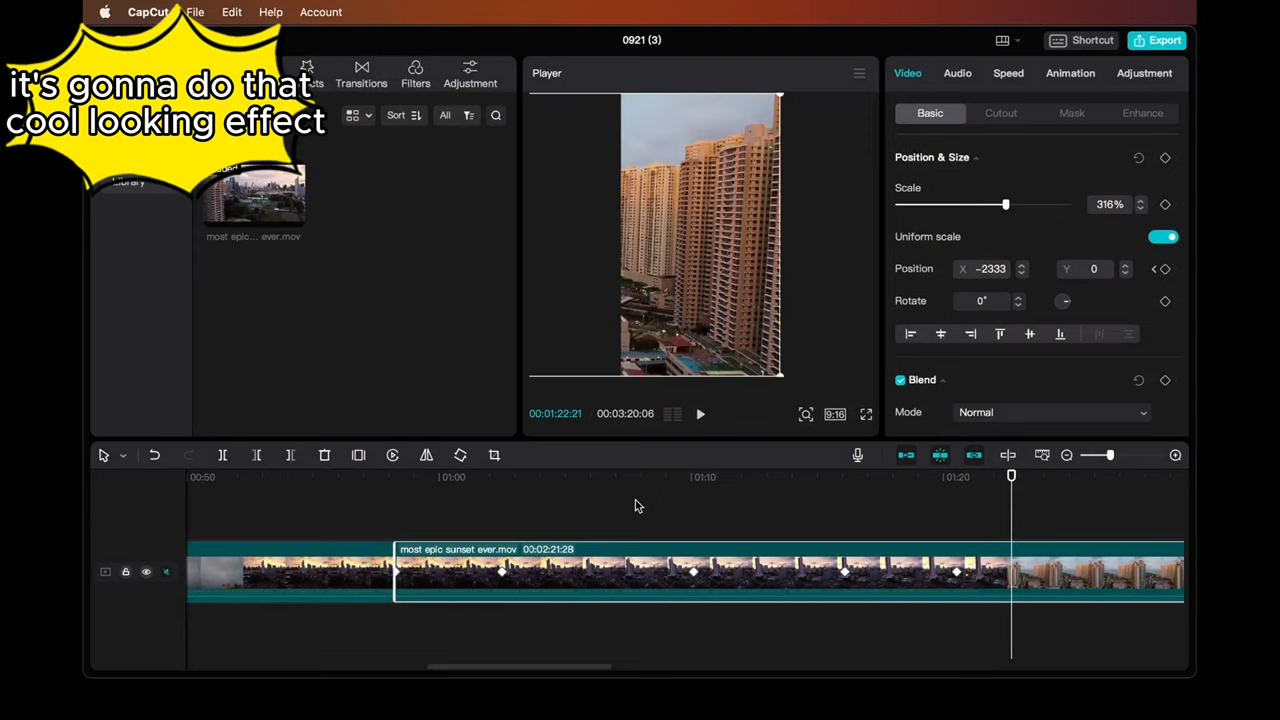 CapCut File Edit Help Account
it's gonna do that
cool looking effect
0921 (3)
Shortcut
Export
Transitions
Filters
Adjustment
Sort
All
Library
most epic... ever.mov
Player
00:01:22:21 / 00:03:20:06
9:16
Video Audio Speed Animation Adjustment
Basic Cutout Mask Enhance
Position & Size
Scale
316%
Uniform scale
Position X -2333 Y 0
Rotate 0°
Blend
Mode Normal
00:50 01:00 01:10 01:20
most epic sunset ever.mov 00:02:21:28